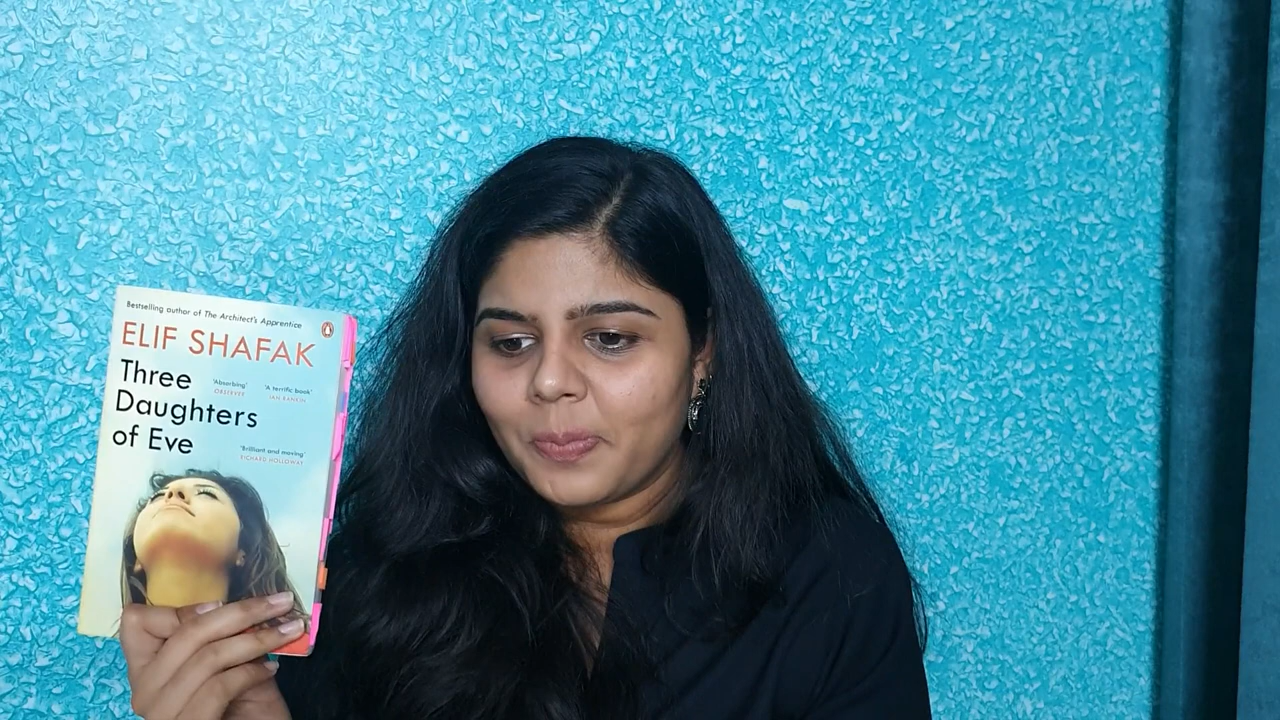 Bestselling author of The Architect's Apprentice
ELIF SHAFAK
Three
Daughters
of Eve
'Absorbing'
OBSERVER
'A terrific book'
IAN RANKIN
'Brilliant and moving'
RICHARD HOLLOWAY